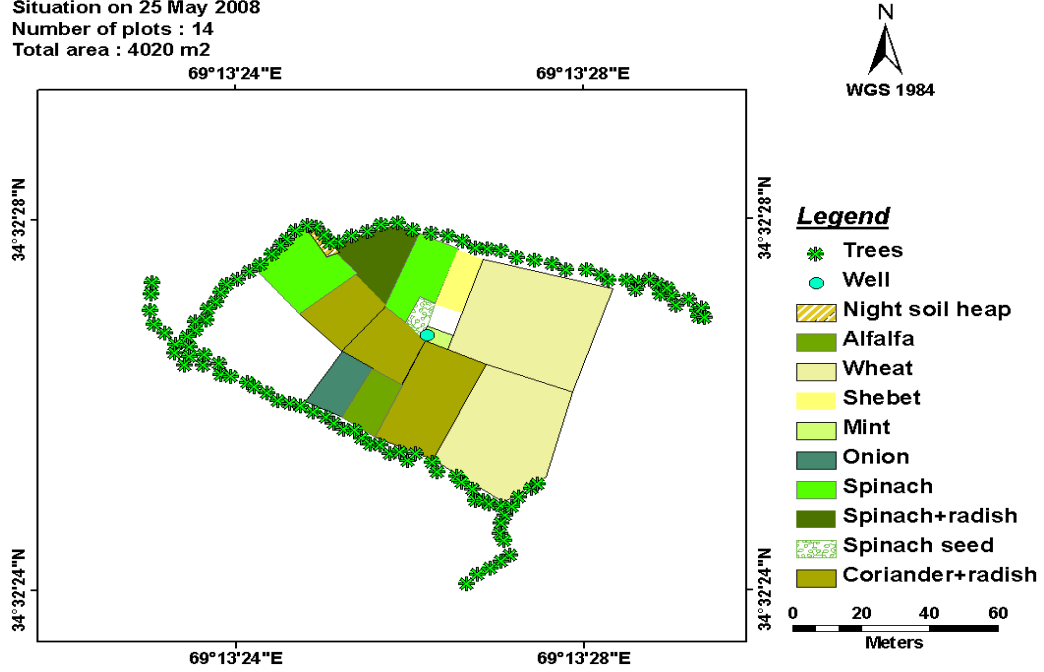 Situation on 25 May 2008
Number of plots : 14
Total area : 4020 m2
N
WGS 1984
69°13'24"E
69°13'28"E
34°32'28"N
34°32'28"N
34°32'24"N
34°32'24"N
69°13'24"E
69°13'28"E
Legend
Trees
Well
Night soil heap
Alfalfa
Wheat
Shebet
Mint
Onion
Spinach
Spinach+radish
Spinach seed
Coriander+radish
0 20 40 60
Meters